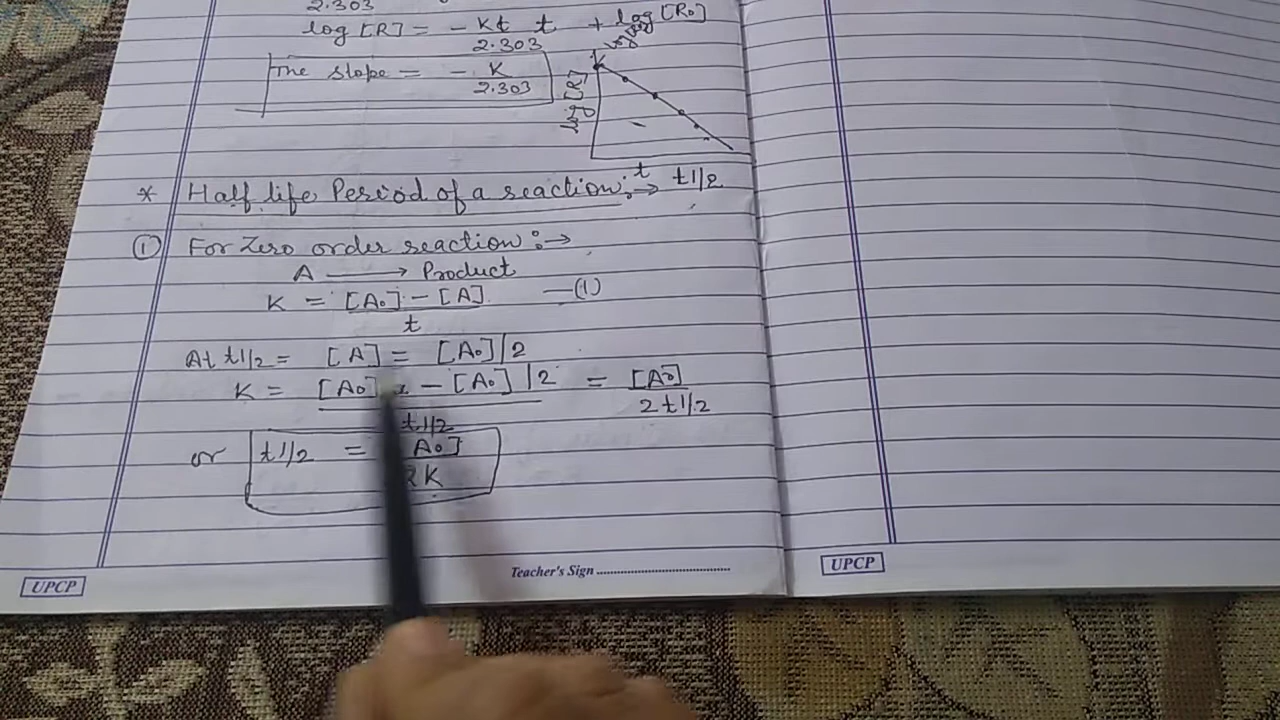 2.303
log [R] = - Kt t + log [R₀]
2.303
The slope = - K
2.303
log [R]
t
* Half life Period of a reaction :→ t1/2
① For Zero order reaction :→
A ⟶ Product
K = [A₀] - [A] —(1)
t
At t1/2 = [A] = [A₀]/2
K = [A₀] - [A₀] /2 = [A₀]
t1/2 2 t1/2
or t1/2 = A₀]
2K
Teacher's Sign
UPCP
UPCP